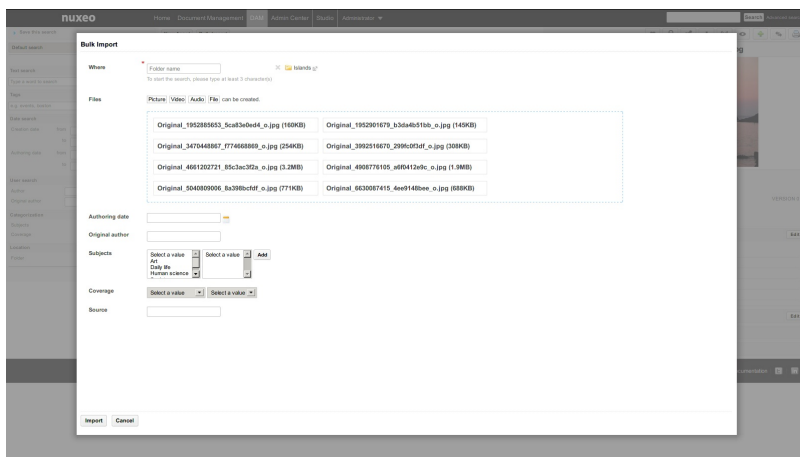 nuxeo
Home Document Management DAM Admin Center Studio Administrator
Search
Default search
Bulk Import
Where * Folder name Islands
To start the search, please type at least 3 character(s)
Files Picture Video Audio File can be created.
Original_1952885653_5ca83e0ed4_o.jpg (160KB) Original_1952901679_b3da4b51bb_o.jpg (145KB)
Original_3470448867_f774668869_o.jpg (254KB) Original_3992516670_299fc0f3df_o.jpg (308KB)
Original_4661202721_85c3ac3f2a_o.jpg (3.2MB) Original_4908776105_a6f0412e9c_o.jpg (1.9MB)
Original_5040809006_8a398bcfdf_o.jpg (771KB) Original_6630087415_4ee9148bee_o.jpg (688KB)
Authoring date
Original author
Subjects Select a value Select a value Add
Art
Daily life
Human science
Coverage Select a value Select a value
Source
Import Cancel